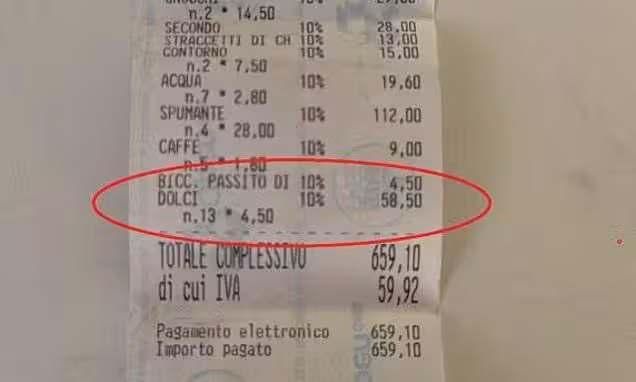 n.2 * 14,50
SECONDO 10% 28,00
STRACCETTI DI CH 10% 13,00
CONTORNO 10% 15,00
n.2 * 7,50
ACQUA 10% 19,60
n.7 * 2,80
SPUMANTE 10% 112,00
n.4 * 28,00
CAFFE 10% 9,00
n.5 * 1,80
BICC. PASSITO DI 10% 4,50
DOLCI 10% 58,50
n.13 * 4,50
TOTALE COMPLESSIVO 659,10
di cui IVA 59,92
Pagamento elettronico 659,10
Importo pagato 659,10